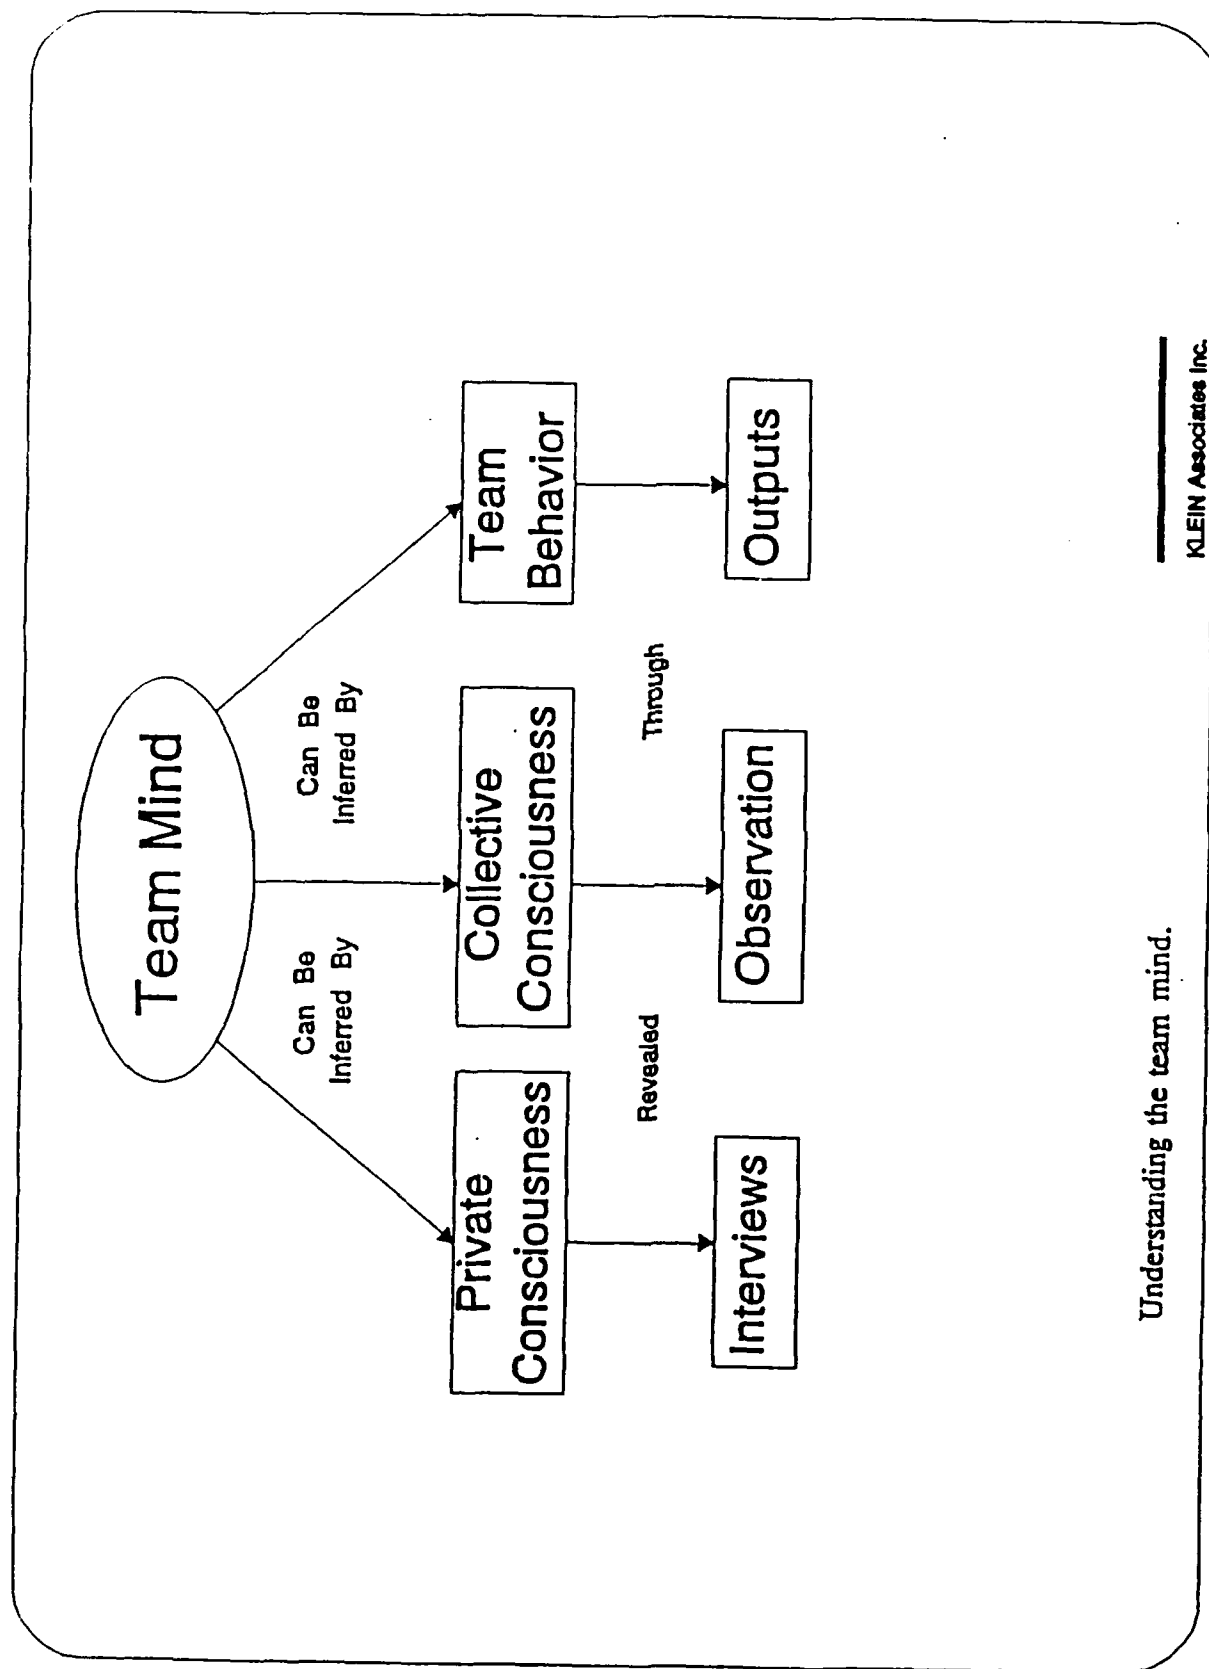 Team Mind
Can Be
Inferred By
Can Be
Inferred By
Private
Consciousness
Collective
Consciousness
Team
Behavior
Revealed
Through
Interviews
Observation
Outputs
Understanding the team mind.
KLEIN Associates Inc.